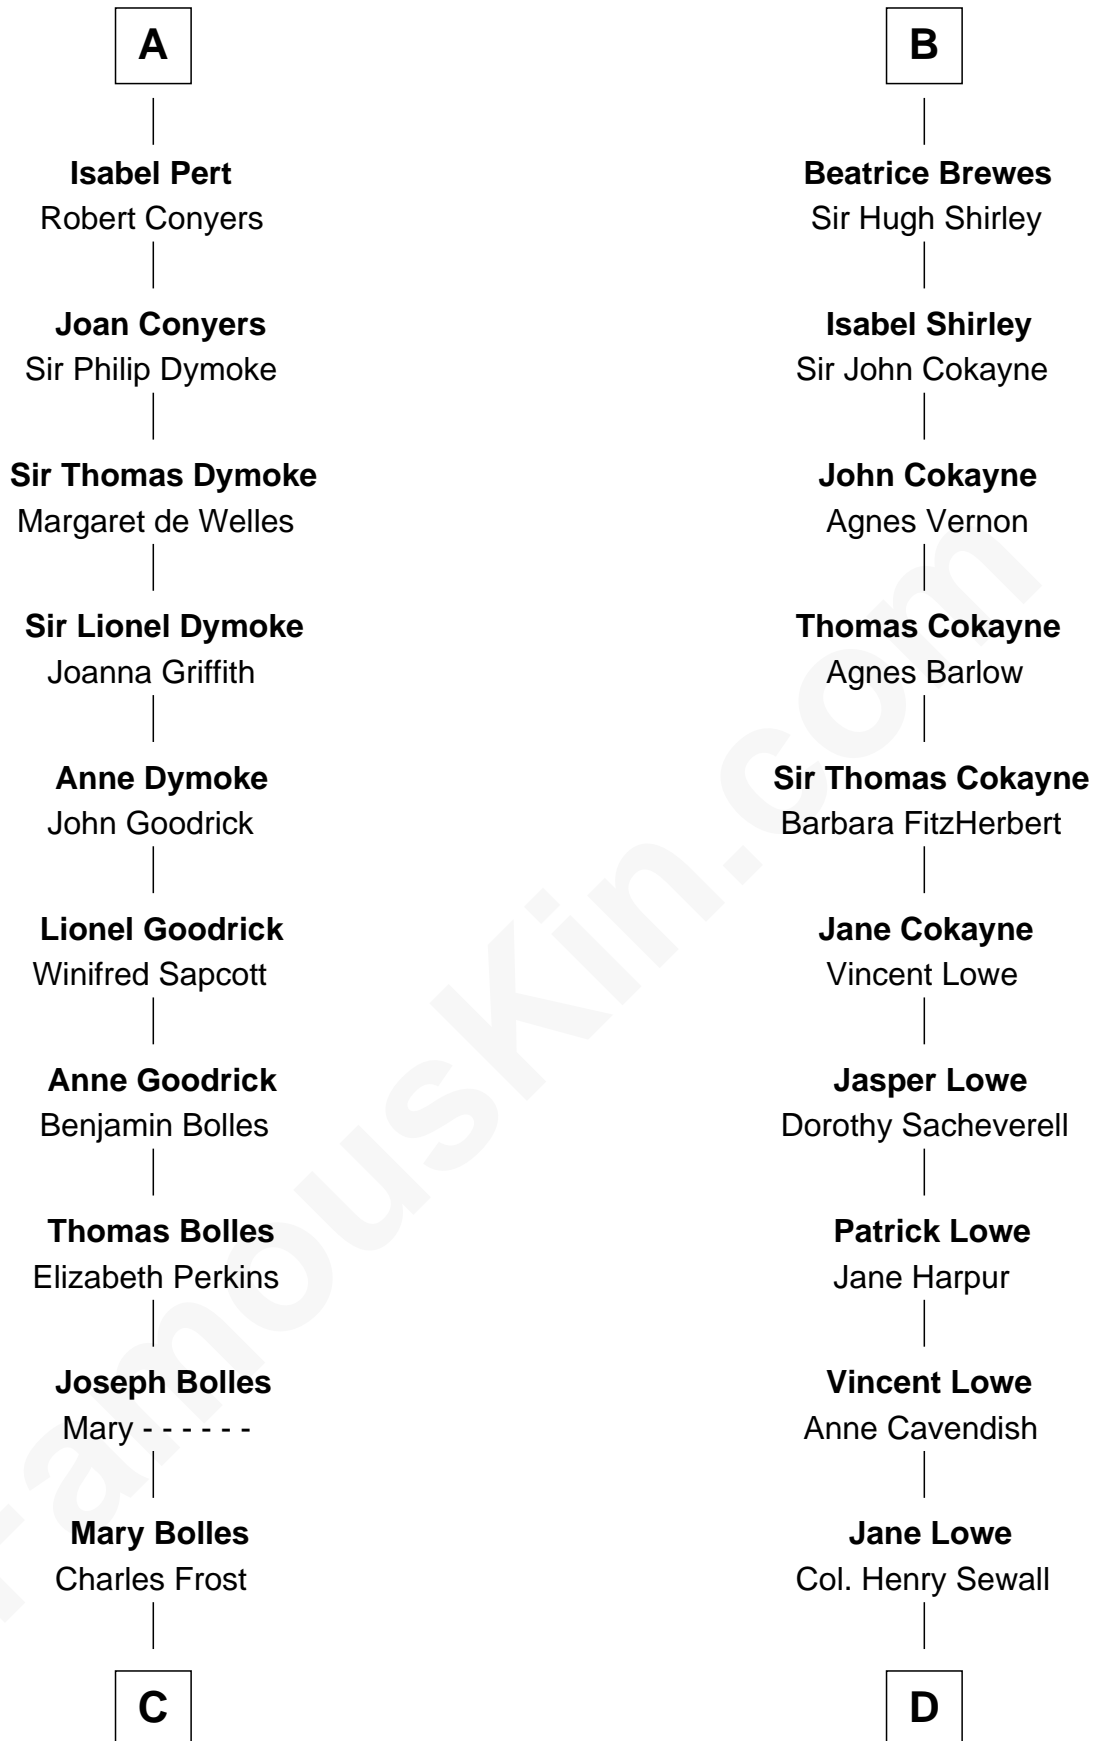 A
Isabel Pert
Robert Conyers
Joan Conyers
Sir Philip Dymoke
Sir Thomas Dymoke
Margaret de Welles
Sir Lionel Dymoke
Joanna Griffith
Anne Dymoke
John Goodrick
Lionel Goodrick
Winifred Sapcott
Anne Goodrick
Benjamin Bolles
Thomas Bolles
Elizabeth Perkins
Joseph Bolles
Mary - - - - - -
Mary Bolles
Charles Frost
C
B
Beatrice Brewes
Sir Hugh Shirley
Isabel Shirley
Sir John Cokayne
John Cokayne
Agnes Vernon
Thomas Cokayne
Agnes Barlow
Sir Thomas Cokayne
Barbara FitzHerbert
Jane Cokayne
Vincent Lowe
Jasper Lowe
Dorothy Sacheverell
Patrick Lowe
Jane Harpur
Vincent Lowe
Anne Cavendish
Jane Lowe
Col. Henry Sewall
D
FamousKin.com